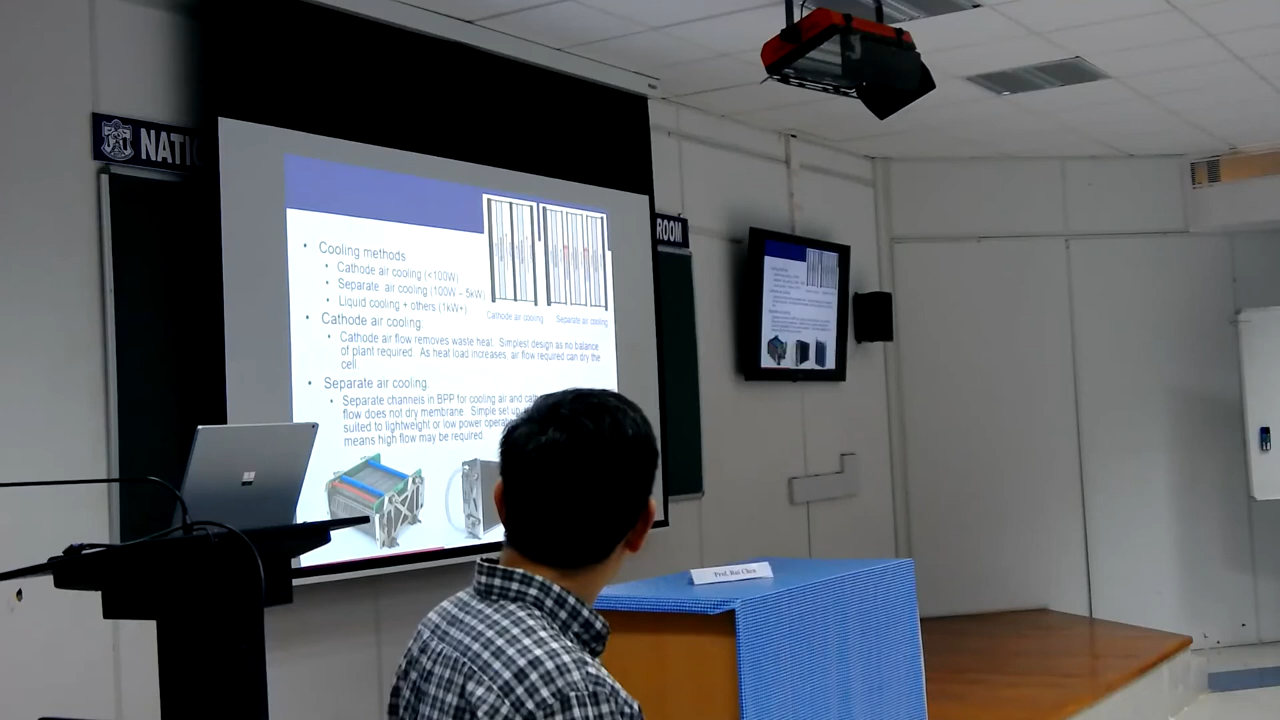 NATI
ROOM
Cooling methods
Cathode air cooling (<100W)
Separate air cooling (100W – 5kW)
Liquid cooling + others (1kW+)
Cathode air cooling Separate air cooling
Cathode air cooling
Cathode air flow removes waste heat. Simplest design as no balance
of plant required. As heat load increases, air flow required can dry the
cell
Separate air cooling
Separate channels in BPP for cooling air and
flow does not dry membrane. Simple set up,
suited to lightweight or low power
means high flow may be required
Prof. Rui Chen